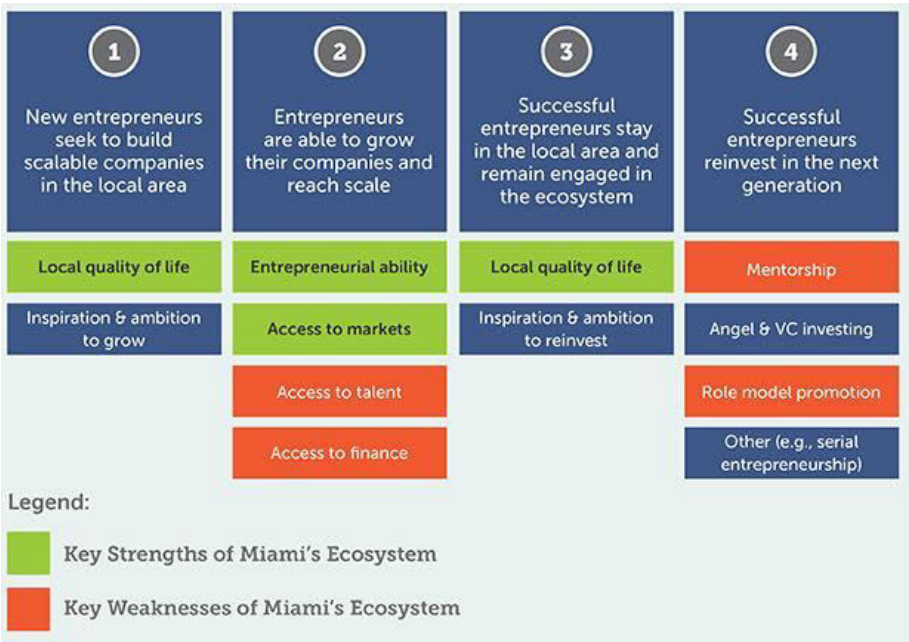 1
New entrepreneurs
seek to build
scalable companies
in the local area
Local quality of life
Inspiration & ambition
to grow
2
Entrepreneurs
are able to grow
their companies and
reach scale
Entrepreneurial ability
Access to markets
Access to talent
Access to finance
3
Successful
entrepreneurs stay
in the local area and
remain engaged in
the ecosystem
Local quality of life
Inspiration & ambition
to reinvest
4
Successful
entrepreneurs
reinvest in the next
generation
Mentorship
Angel & VC investing
Role model promotion
Other (e.g., serial
entrepreneurship)
Legend:
Key Strengths of Miami's Ecosystem
Key Weaknesses of Miami's Ecosystem